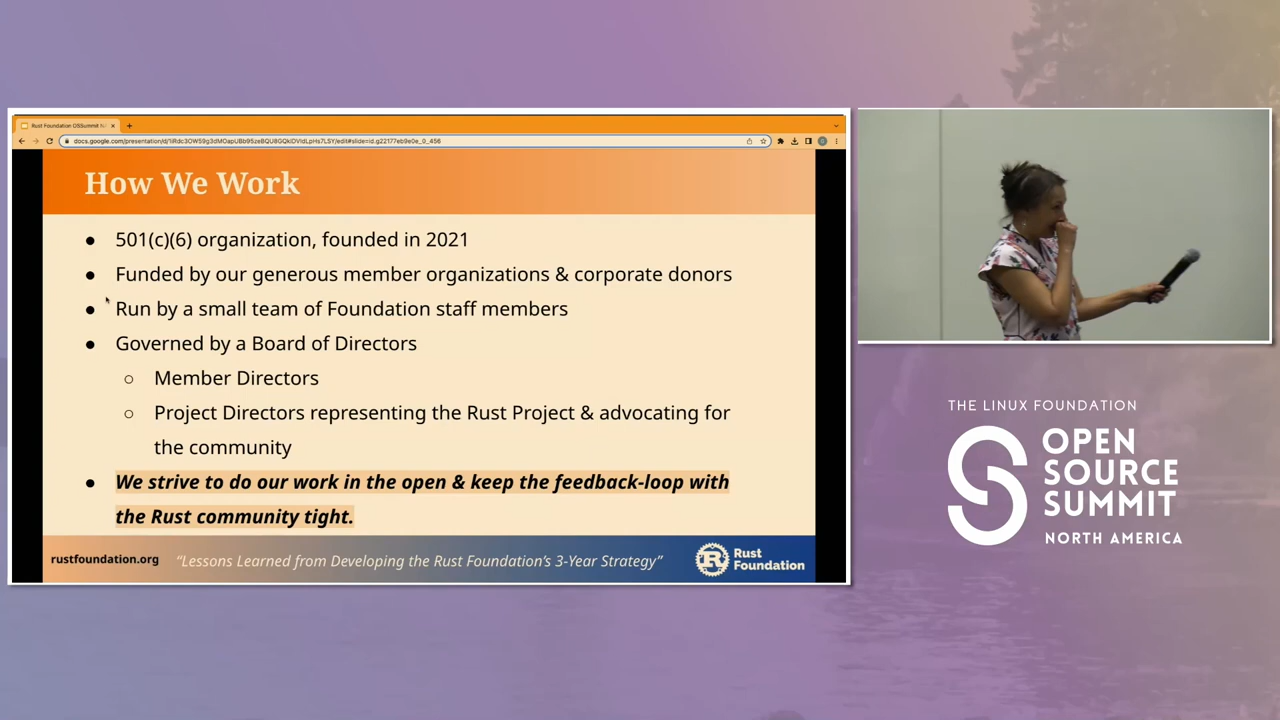 Rust Foundation OSSummit
How We Work
● 501(c)(6) organization, founded in 2021
● Funded by our generous member organizations & corporate donors
● Run by a small team of Foundation staff members
● Governed by a Board of Directors
○ Member Directors
○ Project Directors representing the Rust Project & advocating for
the community
● We strive to do our work in the open & keep the feedback-loop with
the Rust community tight.
rustfoundation.org
“Lessons Learned from Developing the Rust Foundation’s 3-Year Strategy”
Rust
Foundation
THE LINUX FOUNDATION
OPEN
SOURCE
SUMMIT
NORTH AMERICA